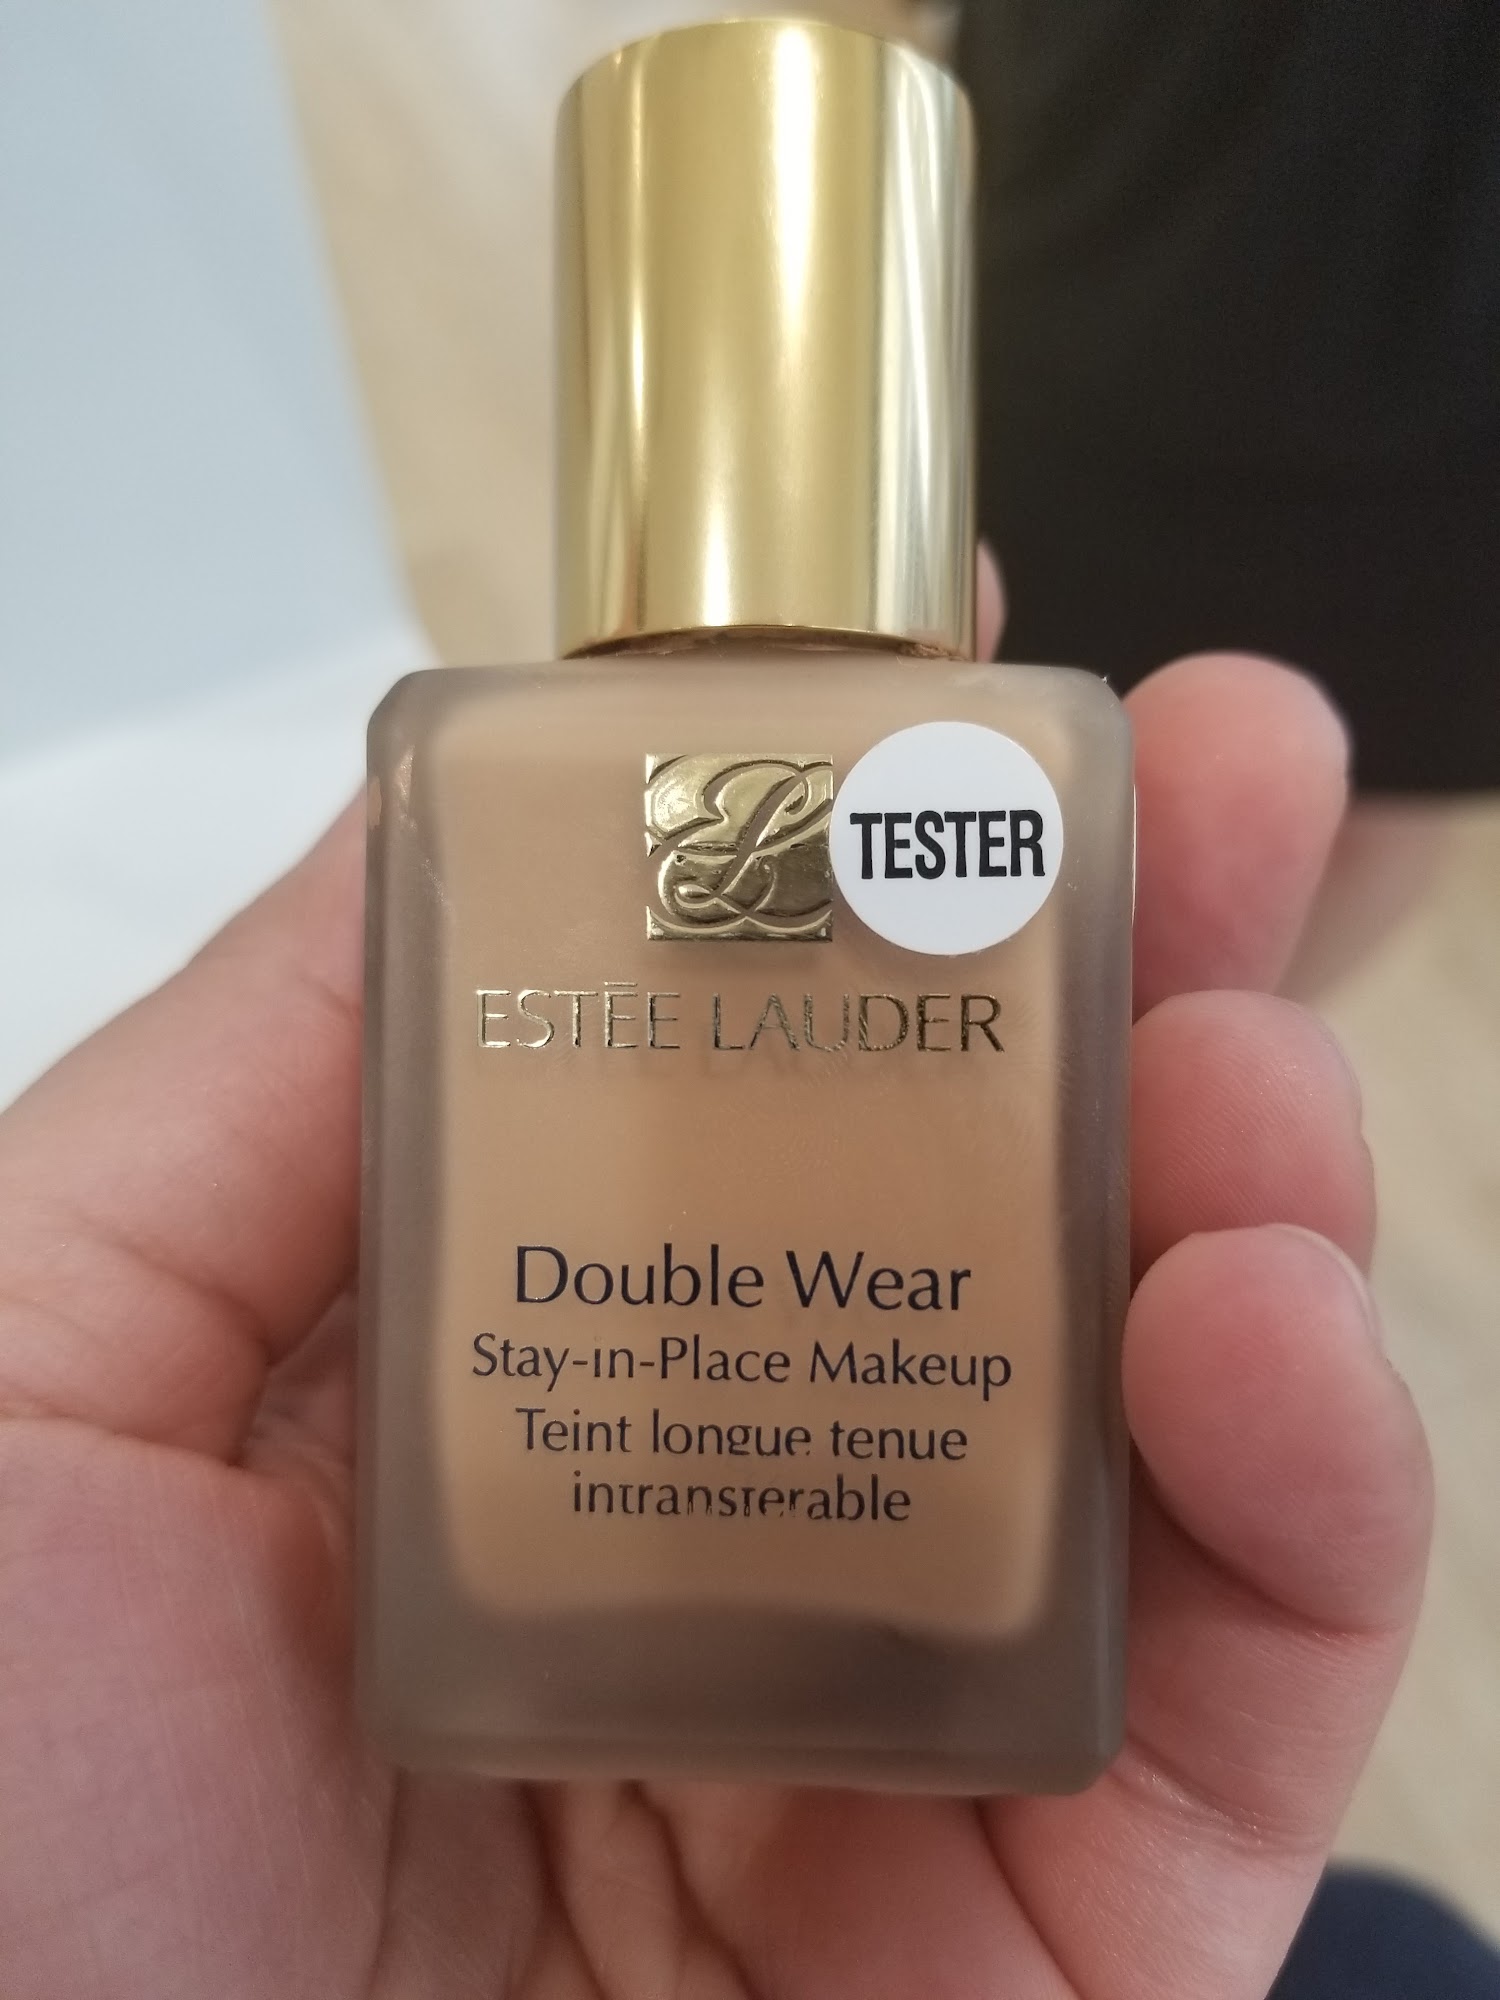 TESTER
ESTĒE LAUDER
Double Wear
Stay-in-Place Makeup
Teint longue tenue
intransferable